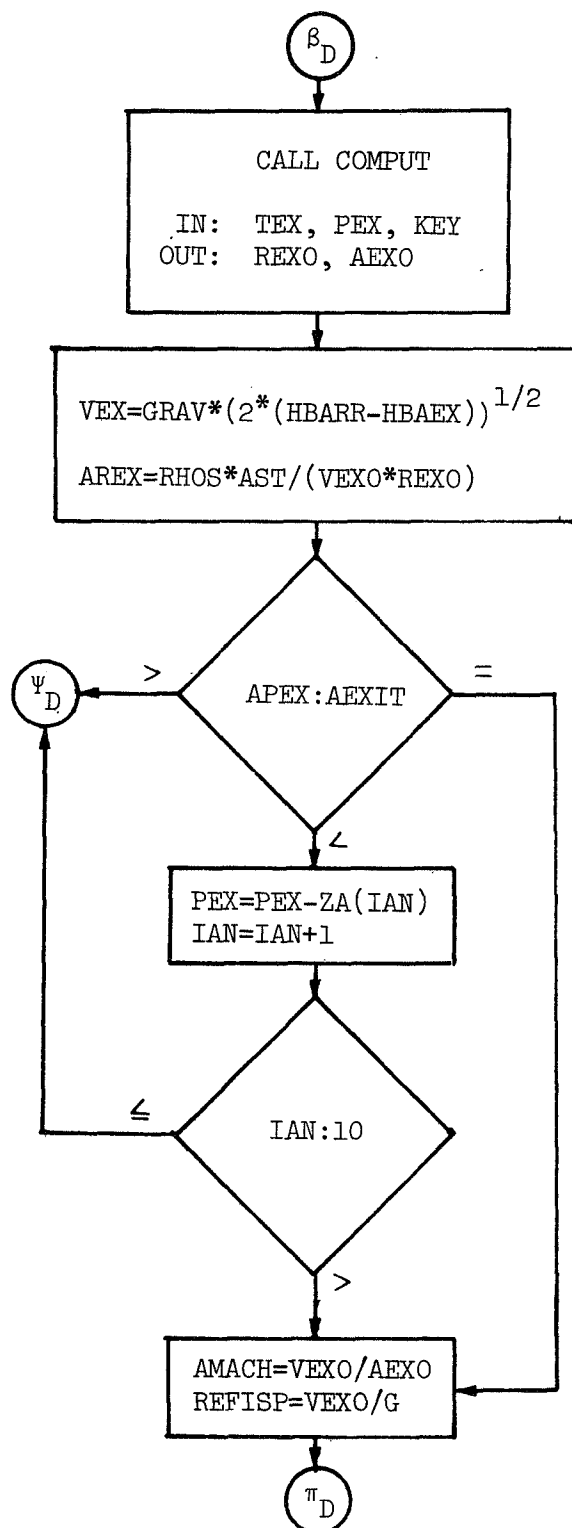 βD
CALL COMPUT
IN: TEX, PEX, KEY
OUT: REXO, AEXO
VEX=GRAV*(2*(HBARR-HBAEX))^1/2
AREX=RHOS*AST/(VEXO*REXO)
ΨD
>
APEX:AEXIT
=
<
PEX=PEX-ZA(IAN)
IAN=IAN+1
≦
IAN:10
>
AMACH=VEXO/AEXO
REFISP=VEXO/G
πD